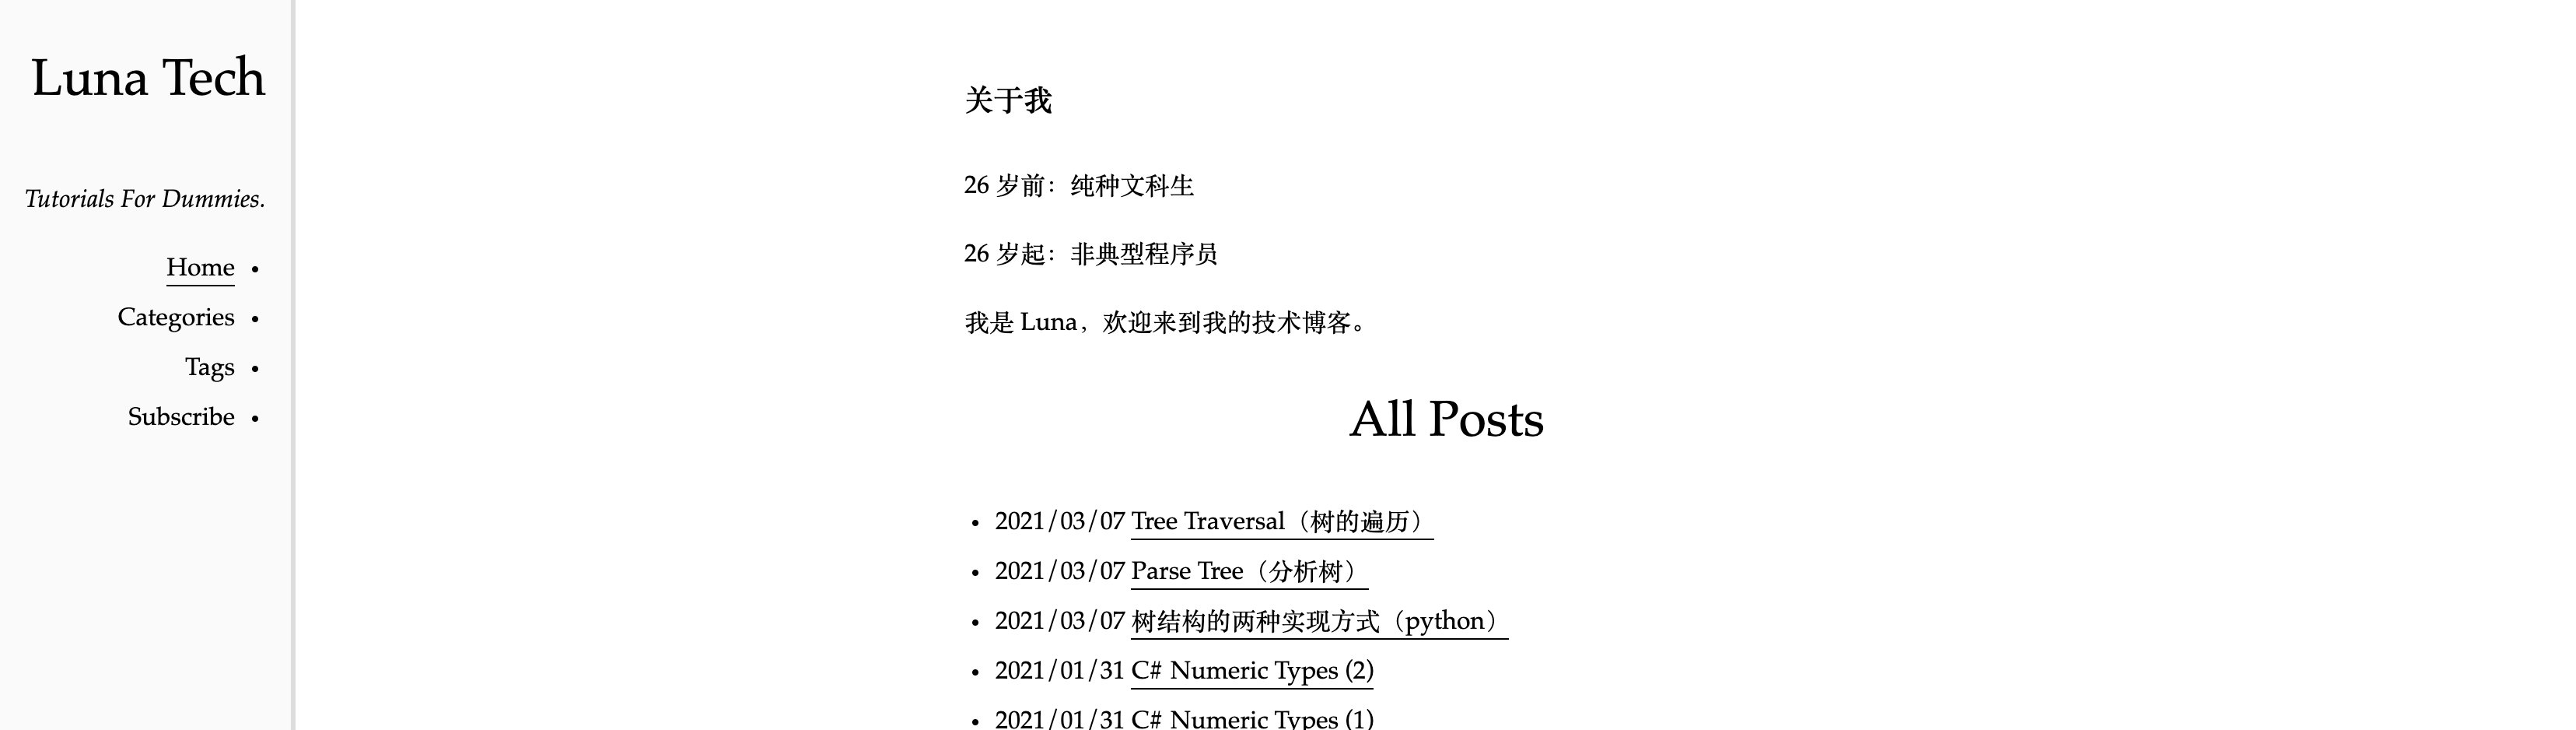 Luna Tech
Tutorials For Dummies.
Home
Categories
Tags
Subscribe
关于我
26 岁前：纯种文科生
26 岁起：非典型程序员
我是 Luna，欢迎来到我的技术博客。
All Posts
2021/03/07 Tree Traversal（树的遍历）
2021/03/07 Parse Tree（分析树）
2021/03/07 树结构的两种实现方式（python）
2021/01/31 C# Numeric Types (2)
2021/01/31 C# Numeric Types (1)